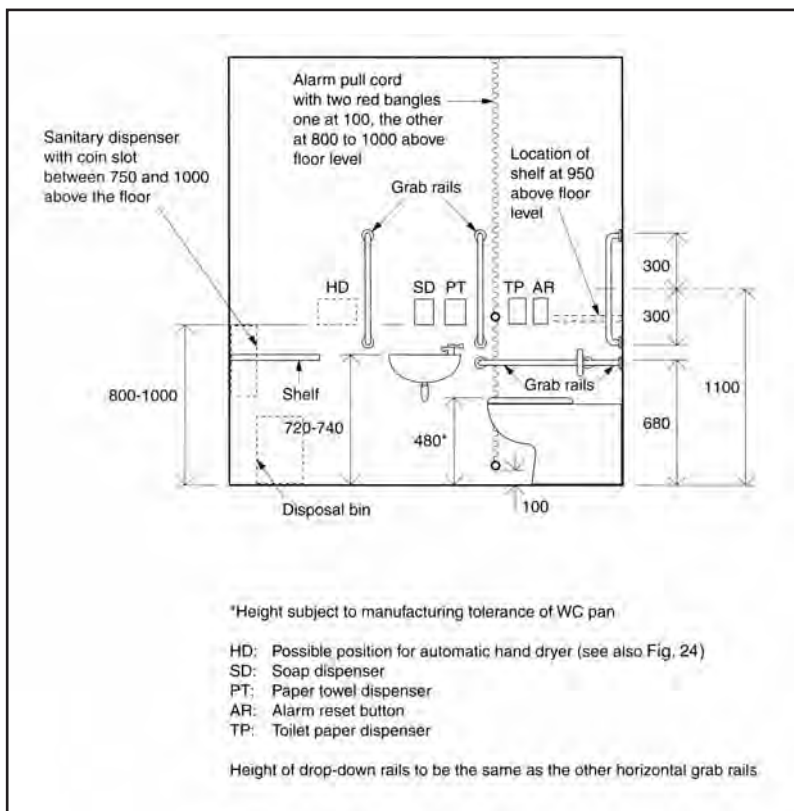 Alarm pull cord
with two red bangles
one at 100, the other
at 800 to 1000 above
floor level
Sanitary dispenser
with coin slot
between 750 and 1000
above the floor
Location of
shelf at 950
above floor
level
Grab rails
HD
SD
PT
TP
AR
300
300
Shelf
Grab rails
800-1000
720-740
480*
680
1100
Disposal bin
100
*Height subject to manufacturing tolerance of WC pan
HD: Possible position for automatic hand dryer (see also Fig, 24)
SD: Soap dispenser
PT: Paper towel dispenser
AR: Alarm reset button
TP: Toilet paper dispenser
Height of drop-down rails to be the same as the other horizontal grab rails